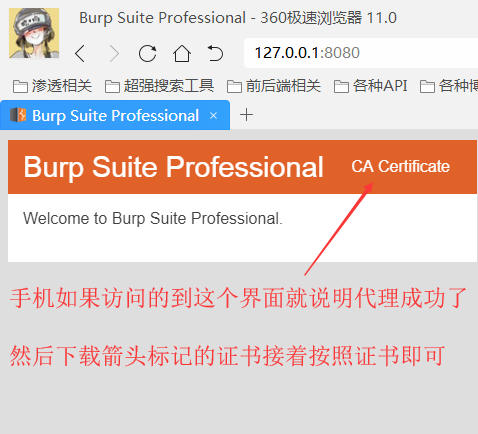 Burp Suite Professional - 360极速浏览器 11.0
127.0.0.1:8080
渗透相关 超强搜索工具 前后端相关 各种API 各种博
Burp Suite Professional × +
Burp Suite Professional CA Certificate
Welcome to Burp Suite Professional.
手机如果访问的到这个界面就说明代理成功了
然后下载箭头标记的证书接着按照证书即可